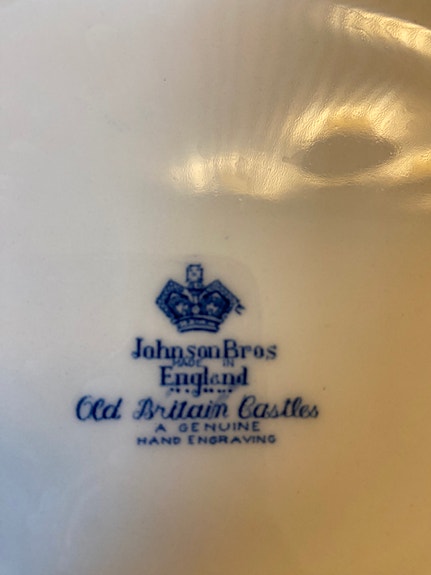 Johnson Bros
MADE IN
England
Old Britain Castles
A GENUINE
HAND ENGRAVING